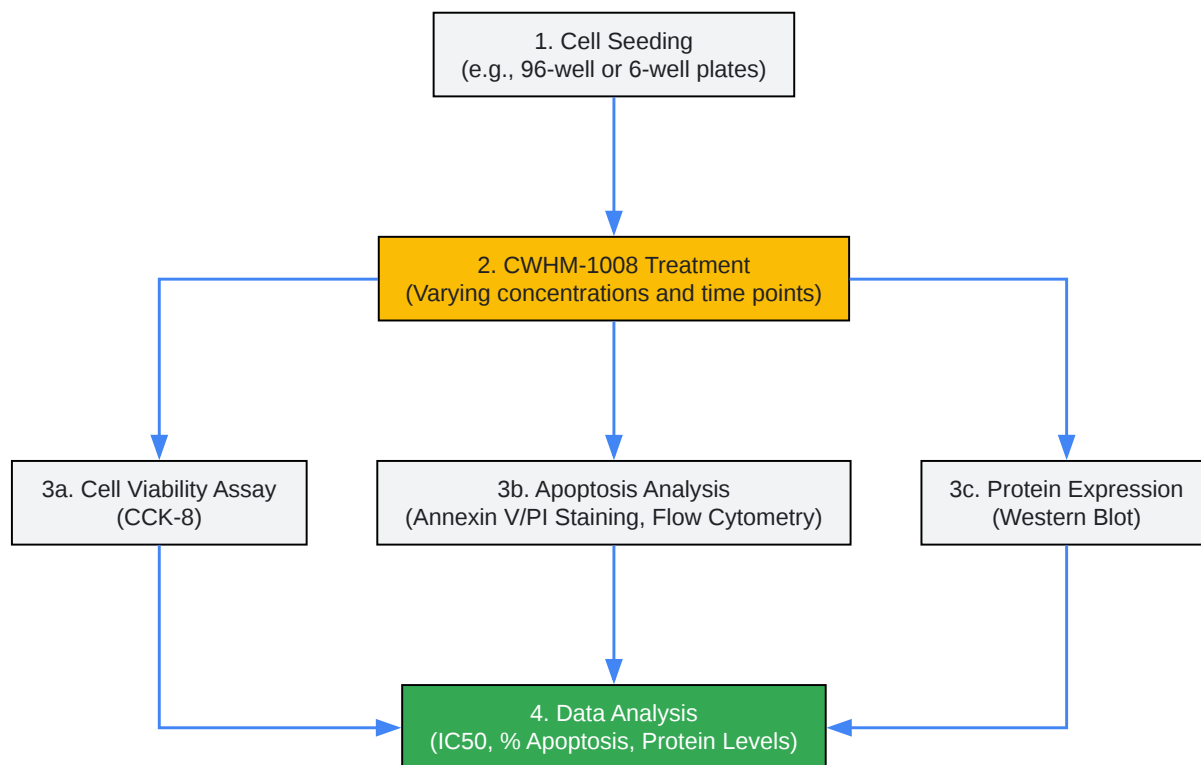 1. Cell Seeding
(e.g., 96-well or 6-well plates)
2. CWHM-1008 Treatment
(Varying concentrations and time points)
3a. Cell Viability Assay
(CCK-8)
3b. Apoptosis Analysis
(Annexin V/PI Staining, Flow Cytometry)
3c. Protein Expression
(Western Blot)
4. Data Analysis
(IC50, % Apoptosis, Protein Levels)